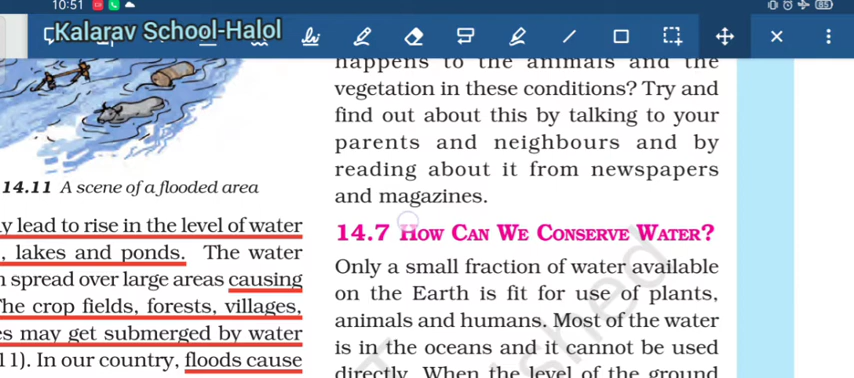 10:51
85
Kalarav School-Halol
14.11 A scene of a flooded area
y lead to rise in the level of water
, lakes and ponds. The water
n spread over large areas causing
The crop fields, forests, villages,
es may get submerged by water
11). In our country, floods cause
happens to the animals and the
vegetation in these conditions? Try and
find out about this by talking to your
parents and neighbours and by
reading about it from newspapers
and magazines.
14.7 HOW CAN WE CONSERVE WATER?
Only a small fraction of water available
on the Earth is fit for use of plants,
animals and humans. Most of the water
is in the oceans and it cannot be used
directly. When the level of the ground